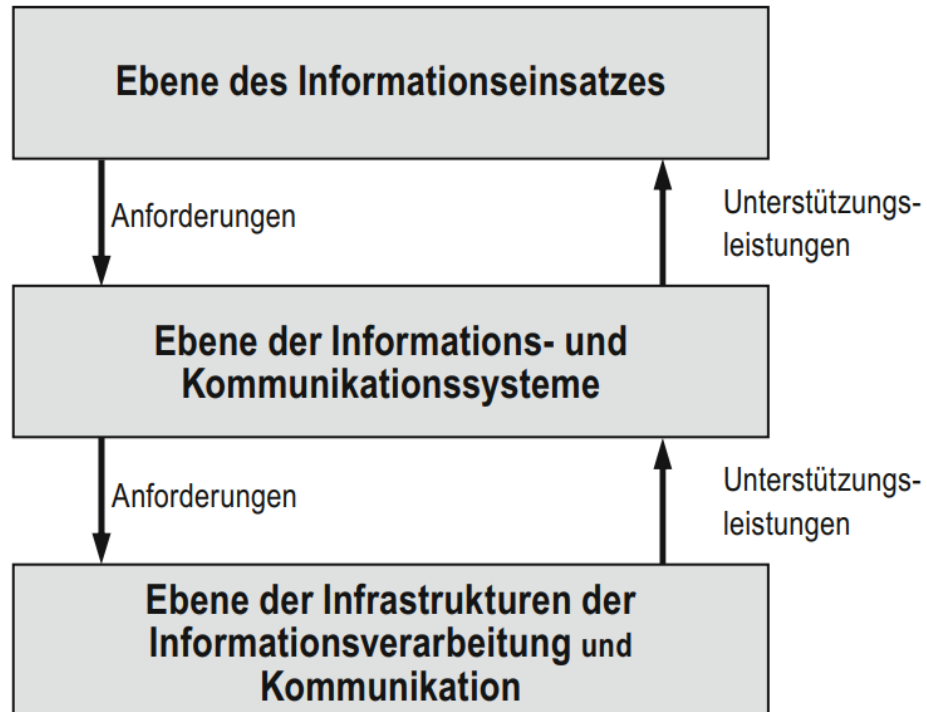 Ebene des Informationseinsatzes
Anforderungen
Unterstützungs-
leistungen
Ebene der Informations- und
Kommunikationssysteme
Anforderungen
Unterstützungs-
leistungen
Ebene der Infrastrukturen der
Informationsverarbeitung und
Kommunikation